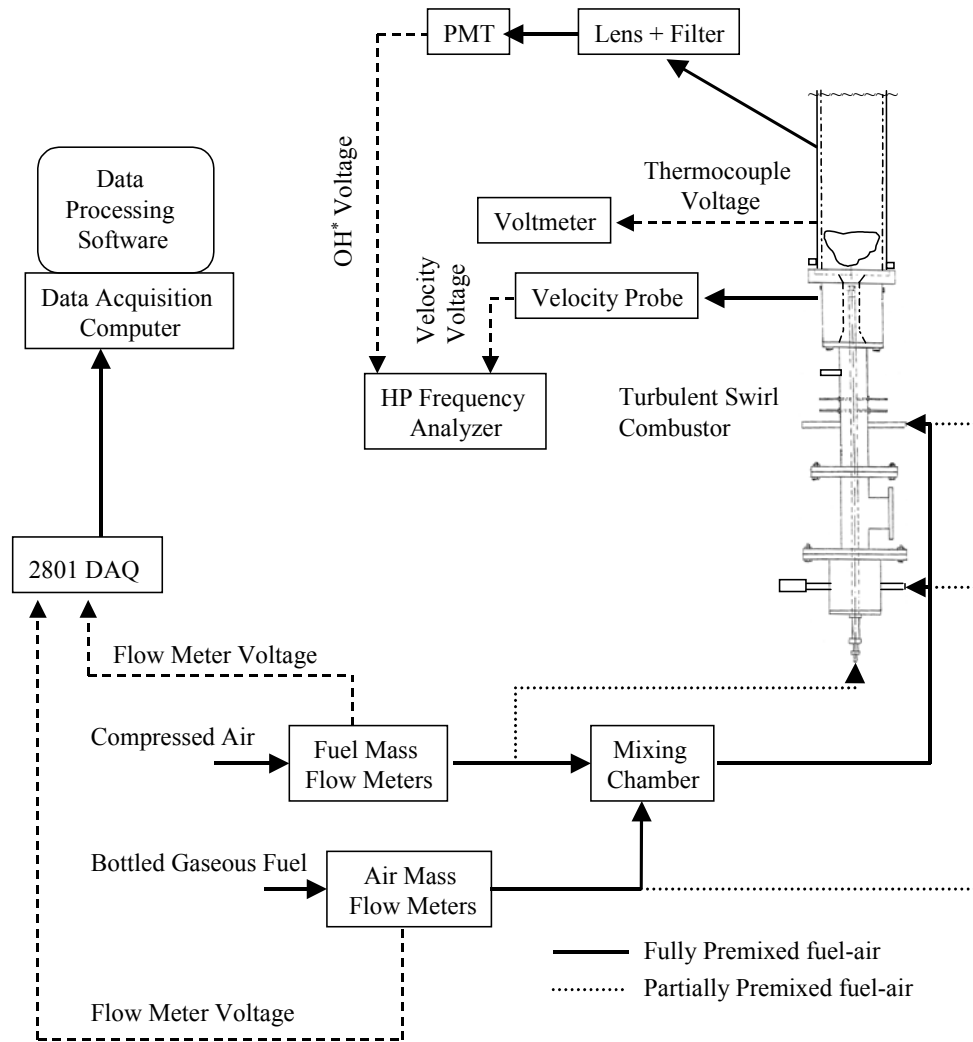 PMT
Lens + Filter
Data
Processing
Software
OH* Voltage
Thermocouple
Voltage
Voltmeter
Data Acquisition
Computer
Velocity
Voltage
Velocity Probe
HP Frequency
Analyzer
Turbulent Swirl
Combustor
2801 DAQ
Flow Meter Voltage
Compressed Air
Fuel Mass
Flow Meters
Mixing
Chamber
Bottled Gaseous Fuel
Air Mass
Flow Meters
Fully Premixed fuel-air
Partially Premixed fuel-air
Flow Meter Voltage